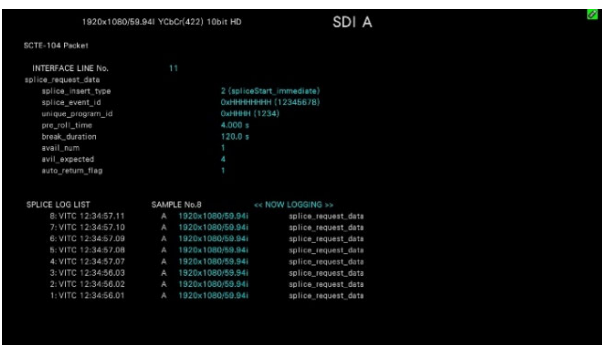 1920x1080/59.94I YCbCr(422) 10bit HD SDI A
SCTE-104 Packet
INTERFACE LINE No. 11
splice_request_data
splice_insert_type 2 (spliceStart_immediate)
splice_event_id 0xHHHHHHHH (12345678)
unique_program_id 0xHHHH (1234)
pre_roll_time 4.000 s
break_duration 120.0 s
avail_num 1
avil_expected 4
auto_return_flag 1
SPLICE LOG LIST SAMPLE No.8 << NOW LOGGING >>
8: VITC 12:34:57.11 A 1920x1080/59.94i splice_request_data
7: VITC 12:34:57.10 A 1920x1080/59.94i splice_request_data
6: VITC 12:34:57.09 A 1920x1080/59.94i splice_request_data
5: VITC 12:34:57.08 A 1920x1080/59.94i splice_request_data
4: VITC 12:34:57.07 A 1920x1080/59.94i splice_request_data
3: VITC 12:34:56.03 A 1920x1080/59.94i splice_request_data
2: VITC 12:34:56.02 A 1920x1080/59.94i splice_request_data
1: VITC 12:34:56.01 A 1920x1080/59.94i splice_request_data